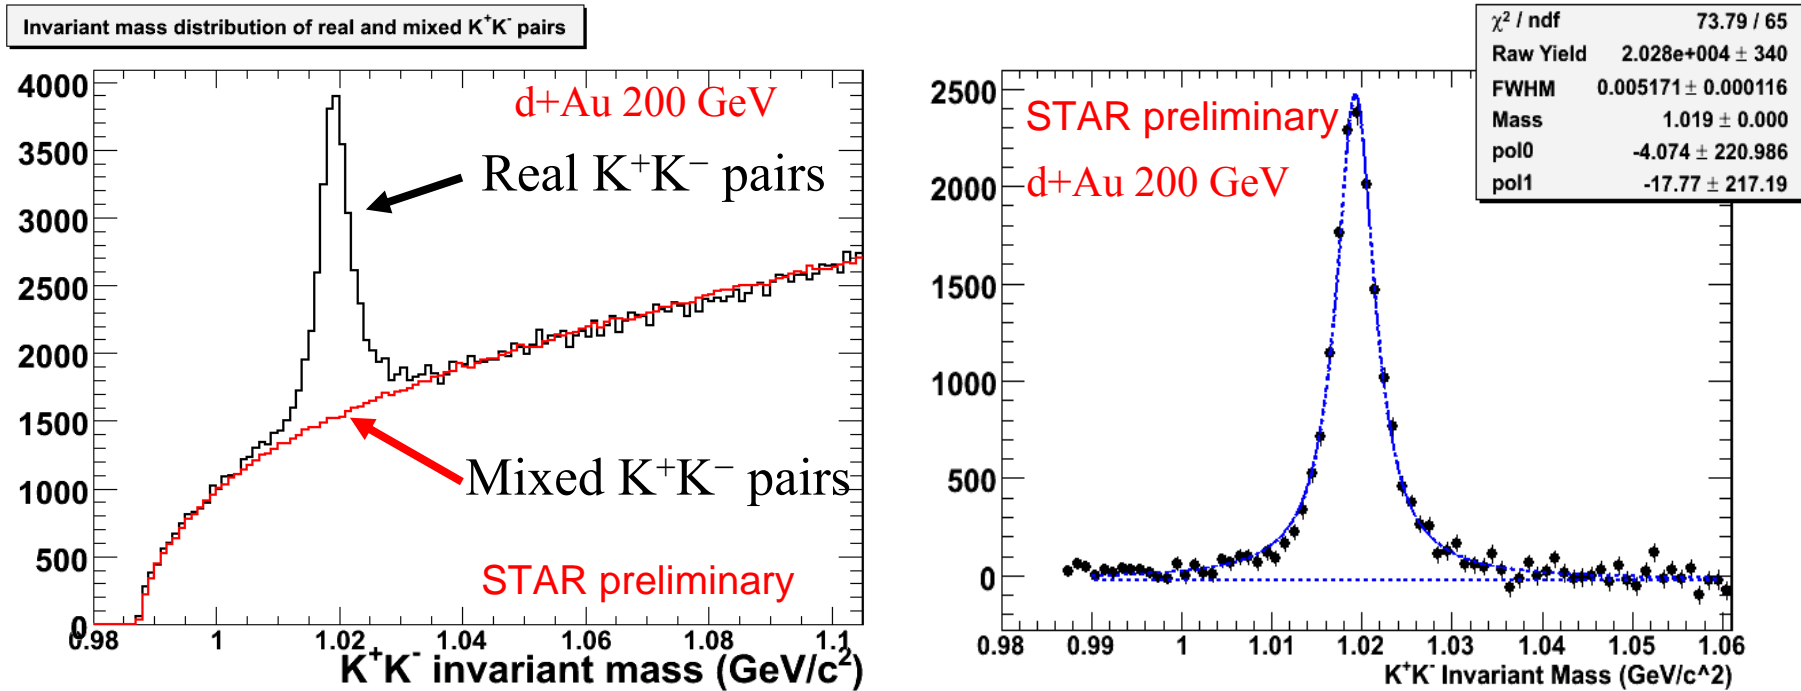 Invariant mass distribution of real and mixed K⁺K⁻ pairs
4000
3500
3000
2500
2000
1500
1000
500
0
0.98
1
1.02
1.04
1.06
1.08
1.1
d+Au 200 GeV
Real K⁺K⁻ pairs
Mixed K⁺K⁻ pairs
STAR preliminary
K⁺K⁻ invariant mass (GeV/c²)
χ² / ndf 73.79 / 65
Raw Yield 2.028e+004 ± 340
FWHM 0.005171 ± 0.000116
Mass 1.019 ± 0.000
pol0 -4.074 ± 220.986
pol1 -17.77 ± 217.19
2500
2000
1500
1000
500
0
STAR preliminary
d+Au 200 GeV
0.98
0.99
1
1.01
1.02
1.03
1.04
1.05
1.06
K⁺K⁻ Invariant Mass (GeV/c^2)